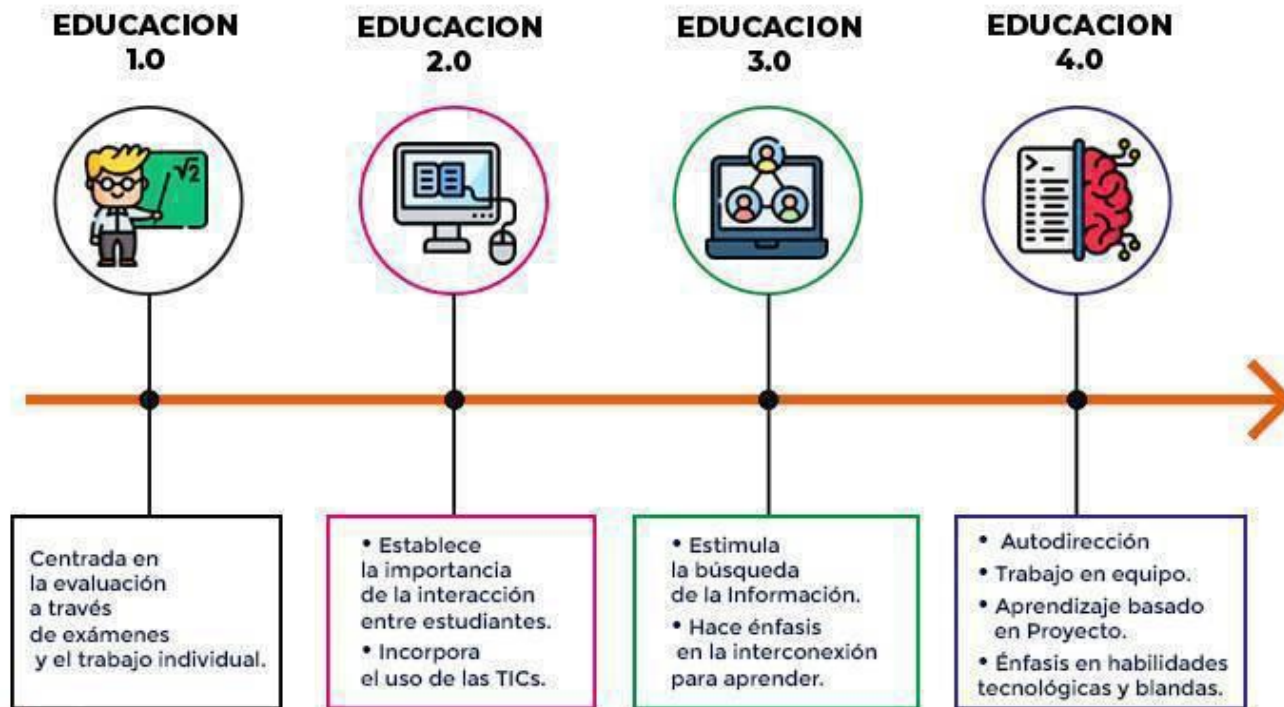 EDUCACION
1.0
EDUCACION
2.0
EDUCACION
3.0
EDUCACION
4.0
√2
>_
Centrada en
la evaluación
a través
de exámenes
y el trabajo individual.
• Establece
la importancia
de la interacción
entre estudiantes.
• Incorpora
el uso de las TICs.
• Estimula
la búsqueda
de la Información.
• Hace énfasis
en la interconexión
para aprender.
• Autodirección
• Trabajo en equipo.
• Aprendizaje basado
en Proyecto.
• Énfasis en habilidades
tecnológicas y blandas.